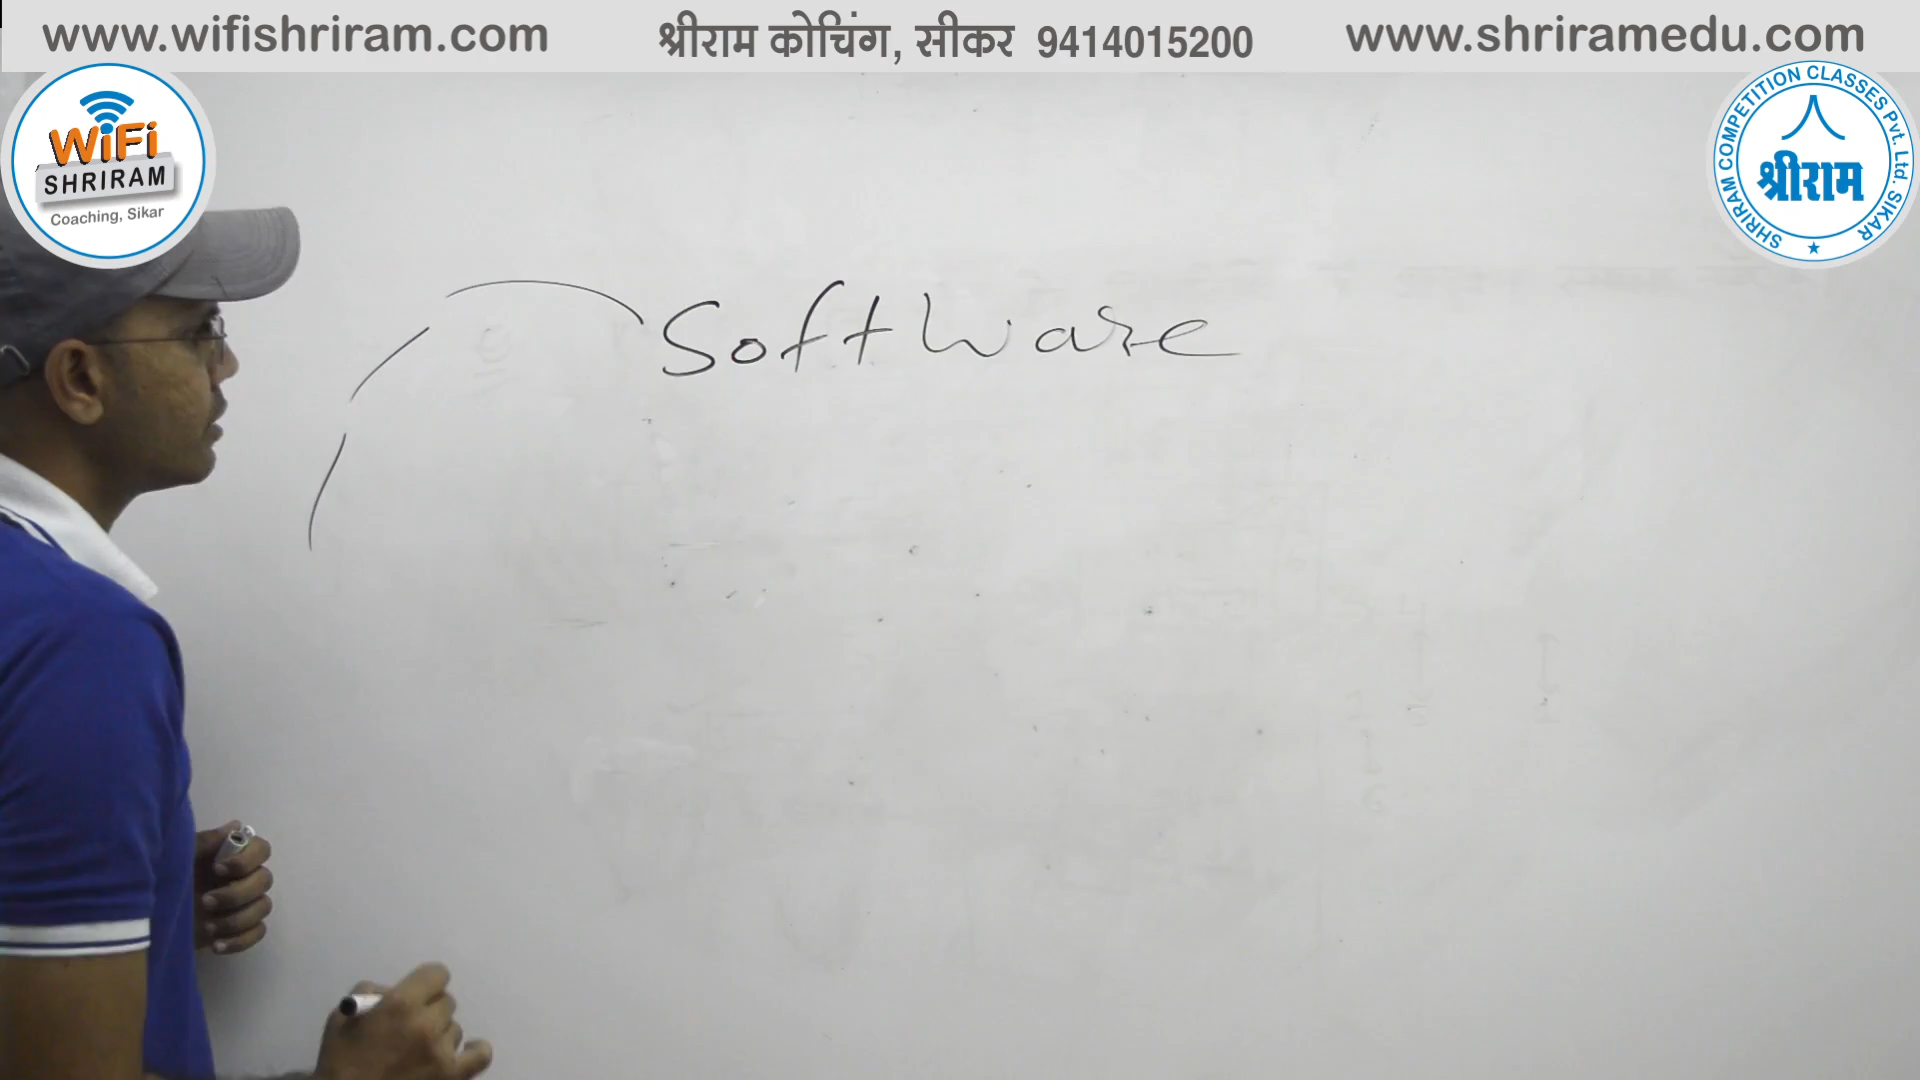 www.wifishriram.com
श्रीराम कोचिंग, सीकर 9414015200
www.shriramedu.com
WiFi
SHRIRAM
Coaching, Sikar
SHRIRAM COMPETITION CLASSES Pvt. Ltd. SIKAR
श्रीराम
Software